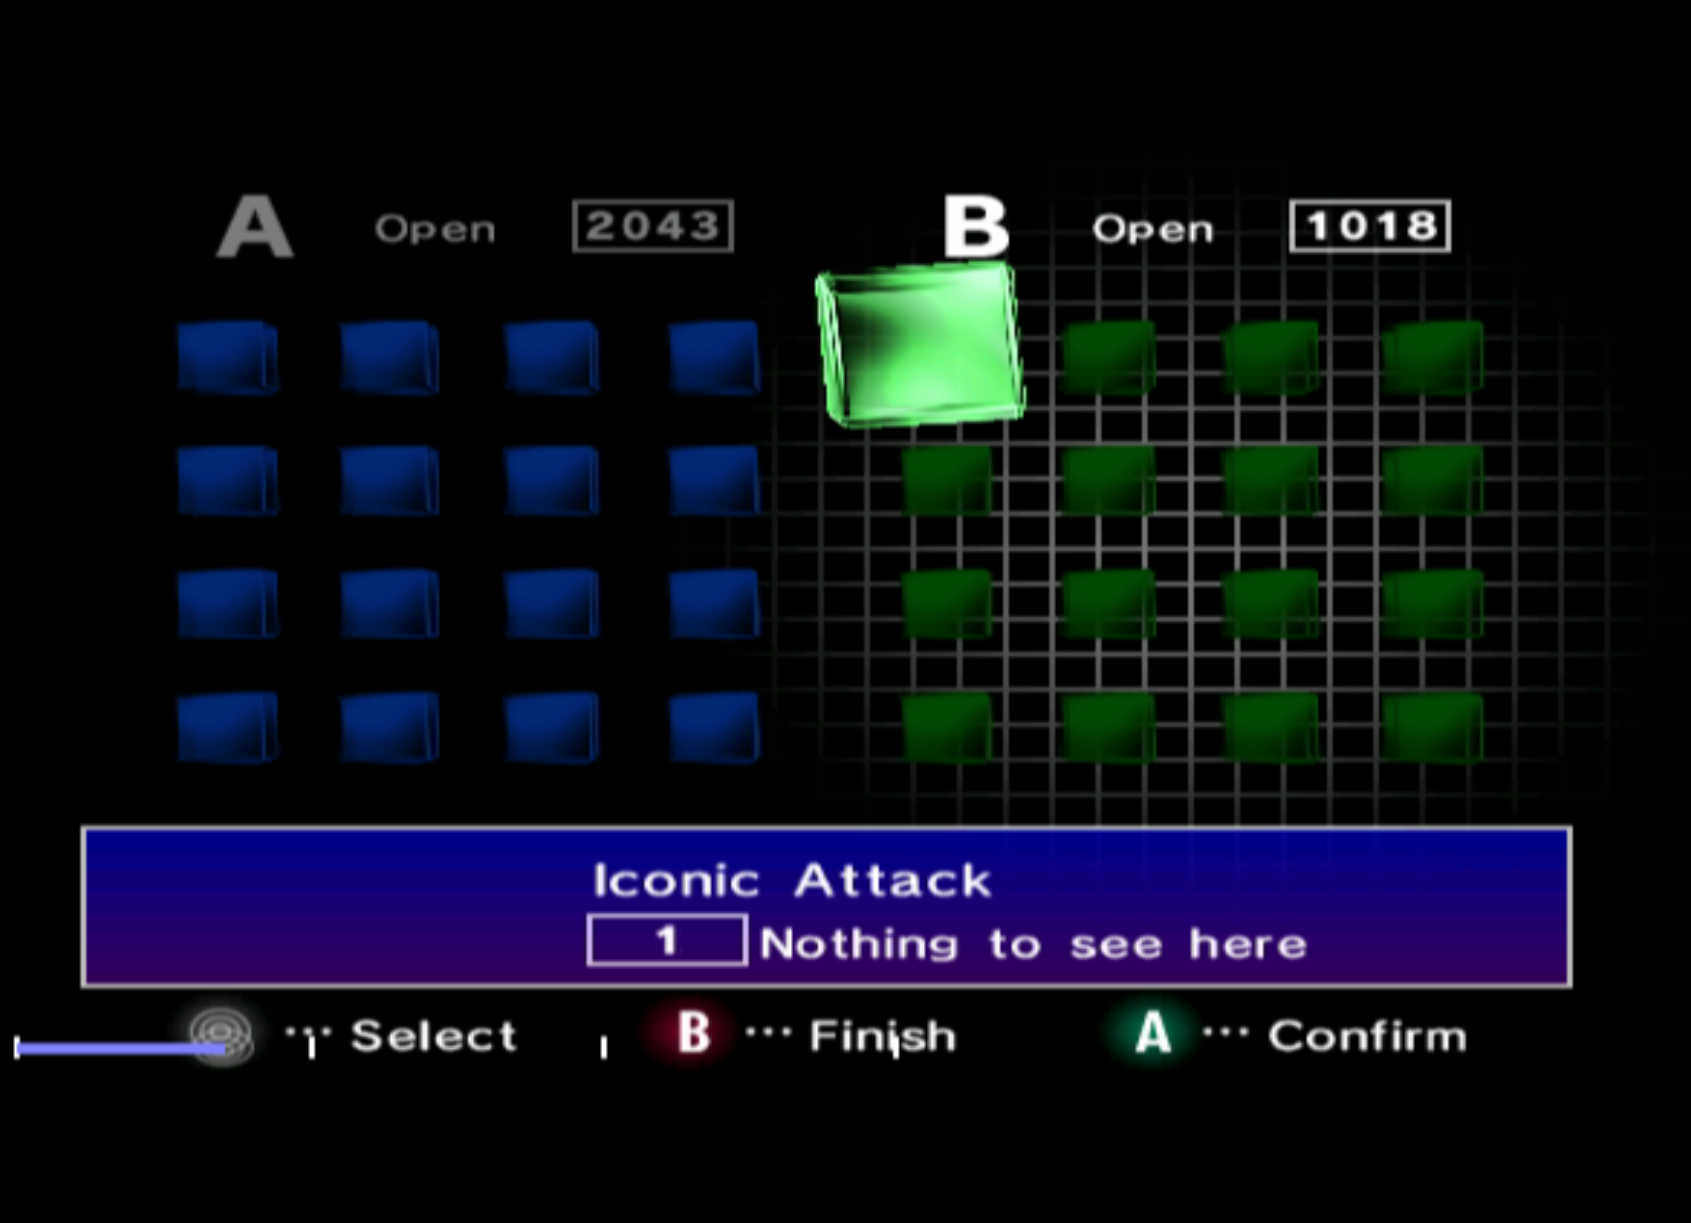 A Open 2043 B Open 1018
Iconic Attack
1 Nothing to see here
··· Select B ··· Finish A ··· Confirm